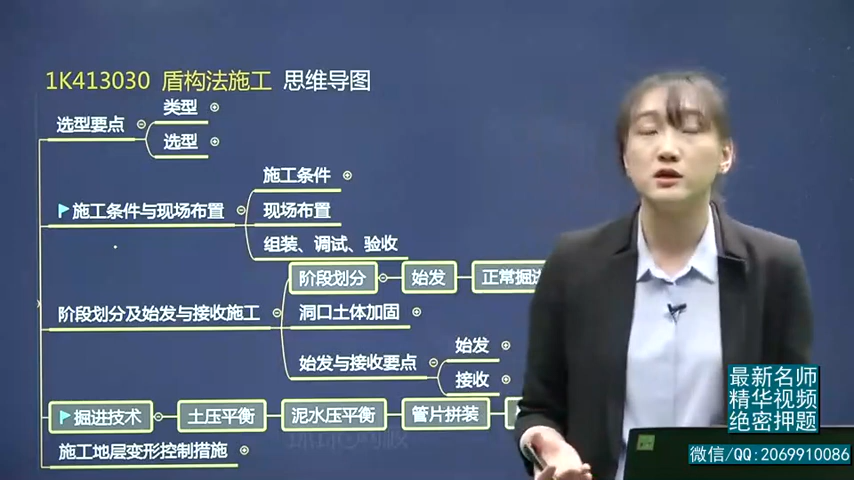 1K413030 盾构法施工 思维导图
类型
选型要点
选型
施工条件
施工条件与现场布置
现场布置
组装、调试、验收
阶段划分 始发 正常掘进
阶段划分及始发与接收施工
洞口土体加固
始发与接收要点
始发
接收
掘进技术 土压平衡 泥水压平衡 管片拼装
施工地层变形控制措施
最新名师
精华视频
绝密押题
微信/QQ:2069910086